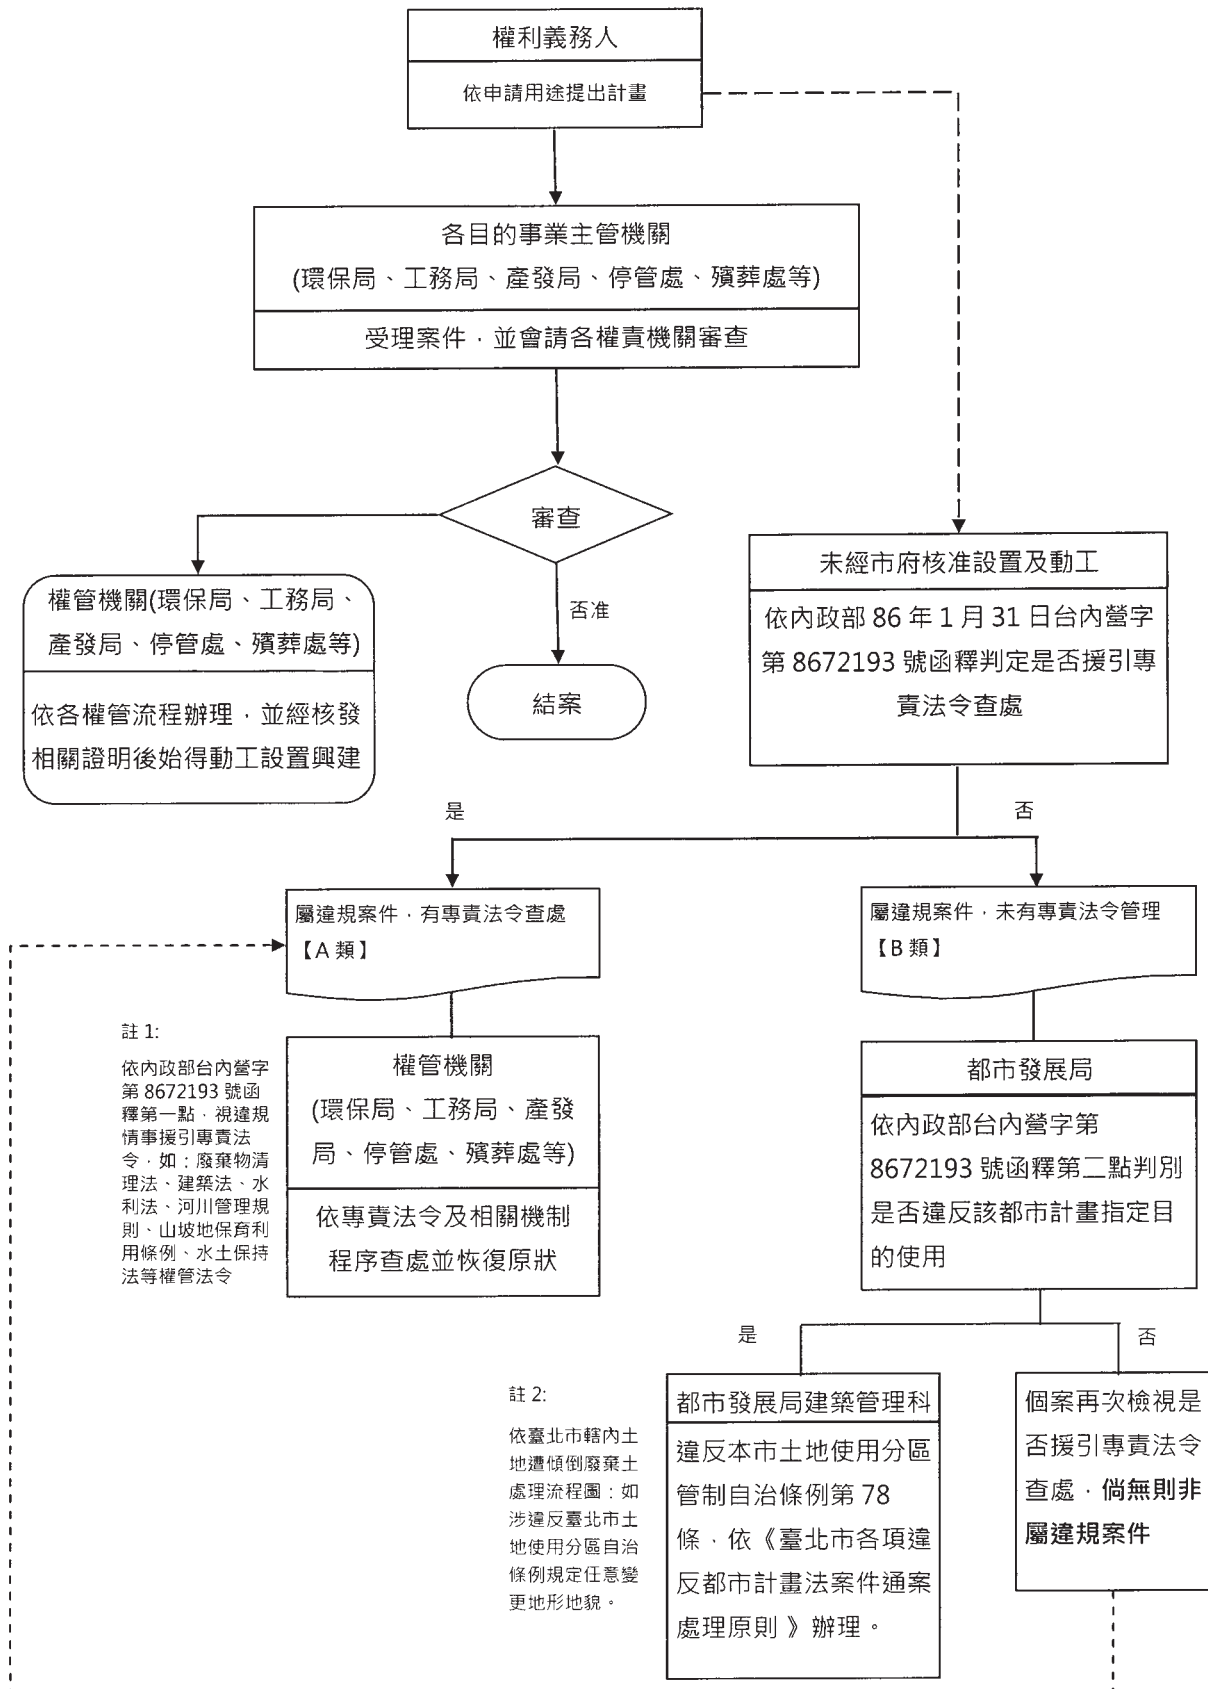 權利義務人
依申請用途提出計畫
各目的事業主管機關
(環保局、工務局、產發局、停管處、殯葬處等)
受理案件，並會請各權責機關審查
審查
權管機關(環保局、工務局、
產發局、停管處、殯葬處等)
依各權管流程辦理，並經核發
相關證明後始得動工設置興建
否准
結案
未經市府核准設置及動工
依內政部 86 年 1 月 31 日台內營字
第 8672193 號函釋判定是否援引專
責法令查處
是
否
屬違規案件，有專責法令查處
【A 類】
屬違規案件，未有專責法令管理
【B 類】
註 1:
依內政部台內營字
第 8672193 號函
釋第一點，視違規
情事援引專責法
令，如：廢棄物清
理法、建築法、水
利法、河川管理規
則、山坡地保育利
用條例、水土保持
法等權管法令
權管機關
(環保局、工務局、產發
局、停管處、殯葬處等)
依專責法令及相關機制
程序查處並恢復原狀
都市發展局
依內政部台內營字第
8672193 號函釋第二點判別
是否違反該都市計畫指定目
的使用
是
否
註 2:
依臺北市轄內土
地遭傾倒廢棄土
處理流程圖：如
涉違反臺北市土
地使用分區自治
條例規定任意變
更地形地貌。
都市發展局建築管理科
違反本市土地使用分區
管制自治條例第 78
條，依《臺北市各項違
反都市計畫法案件通案
處理原則》辦理。
個案再次檢視是
否援引專責法令
查處，倘無則非
屬違規案件